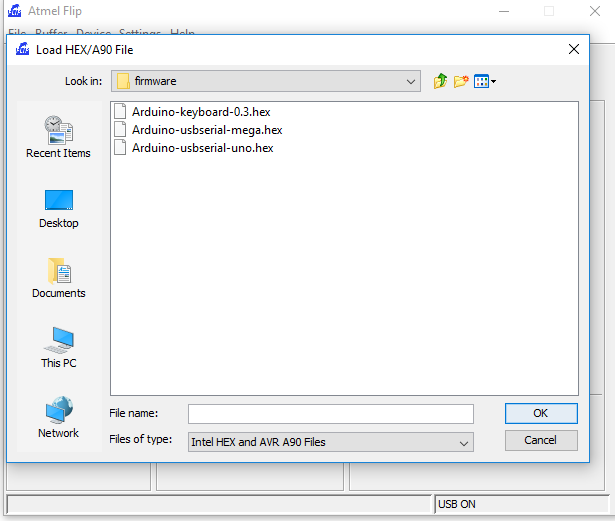 Atmel Flip
File Buffer Device Settings Help
Load HEX/A90 File
Look in: firmware
Arduino-keyboard-0.3.hex
Arduino-usbserial-mega.hex
Arduino-usbserial-uno.hex
Recent Items
Desktop
Documents
This PC
Network
File name: OK
Files of type: Intel HEX and AVR A90 Files Cancel
USB ON